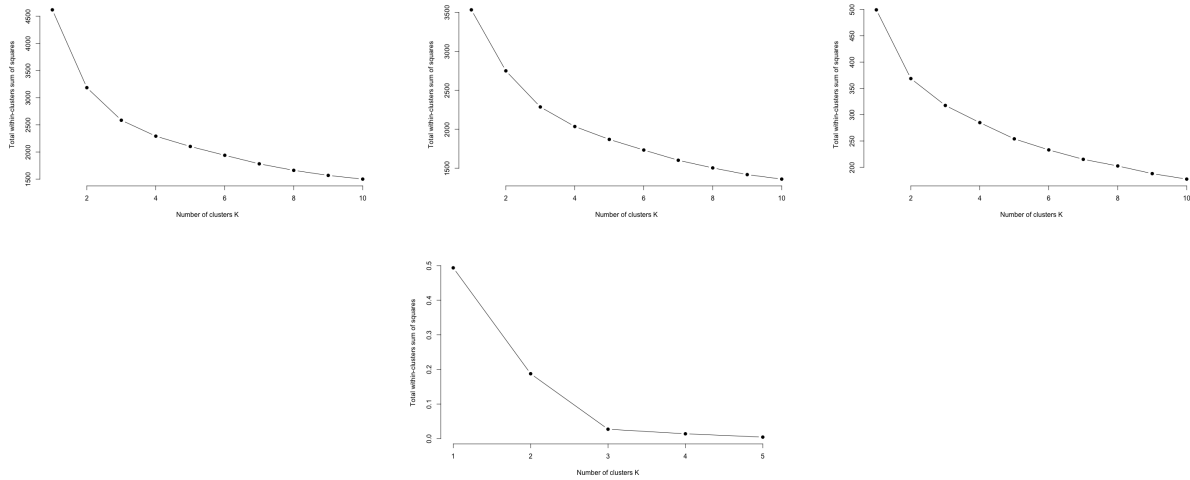 Total within-clusters sum of squares
4500
4000
3500
3000
2500
2000
1500
2 4 6 8 10
Number of clusters K
Total within-clusters sum of squares
3500
3000
2500
2000
1500
2 4 6 8 10
Number of clusters K
Total within-clusters sum of squares
500
450
400
350
300
250
200
2 4 6 8 10
Number of clusters K
Total within-clusters sum of squares
0.5
0.4
0.3
0.2
0.1
0.0
1 2 3 4 5
Number of clusters K